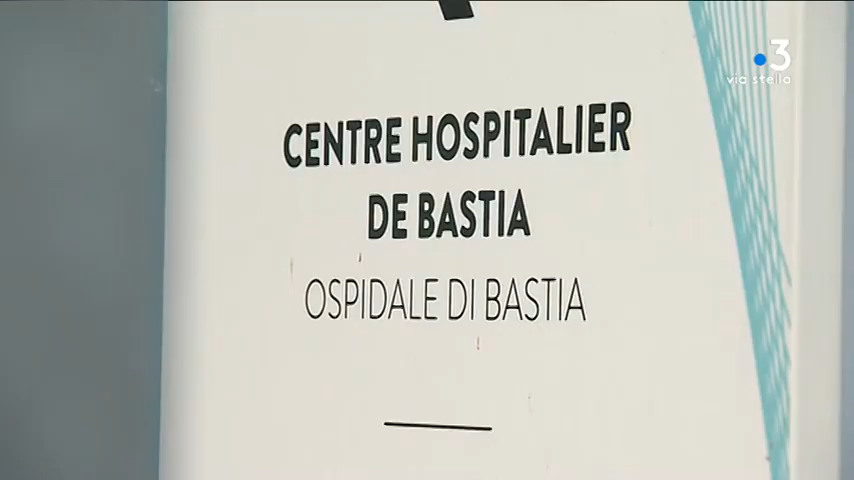 3
via stella
CENTRE HOSPITALIER
DE BASTIA
OSPIDALE DI BASTIA